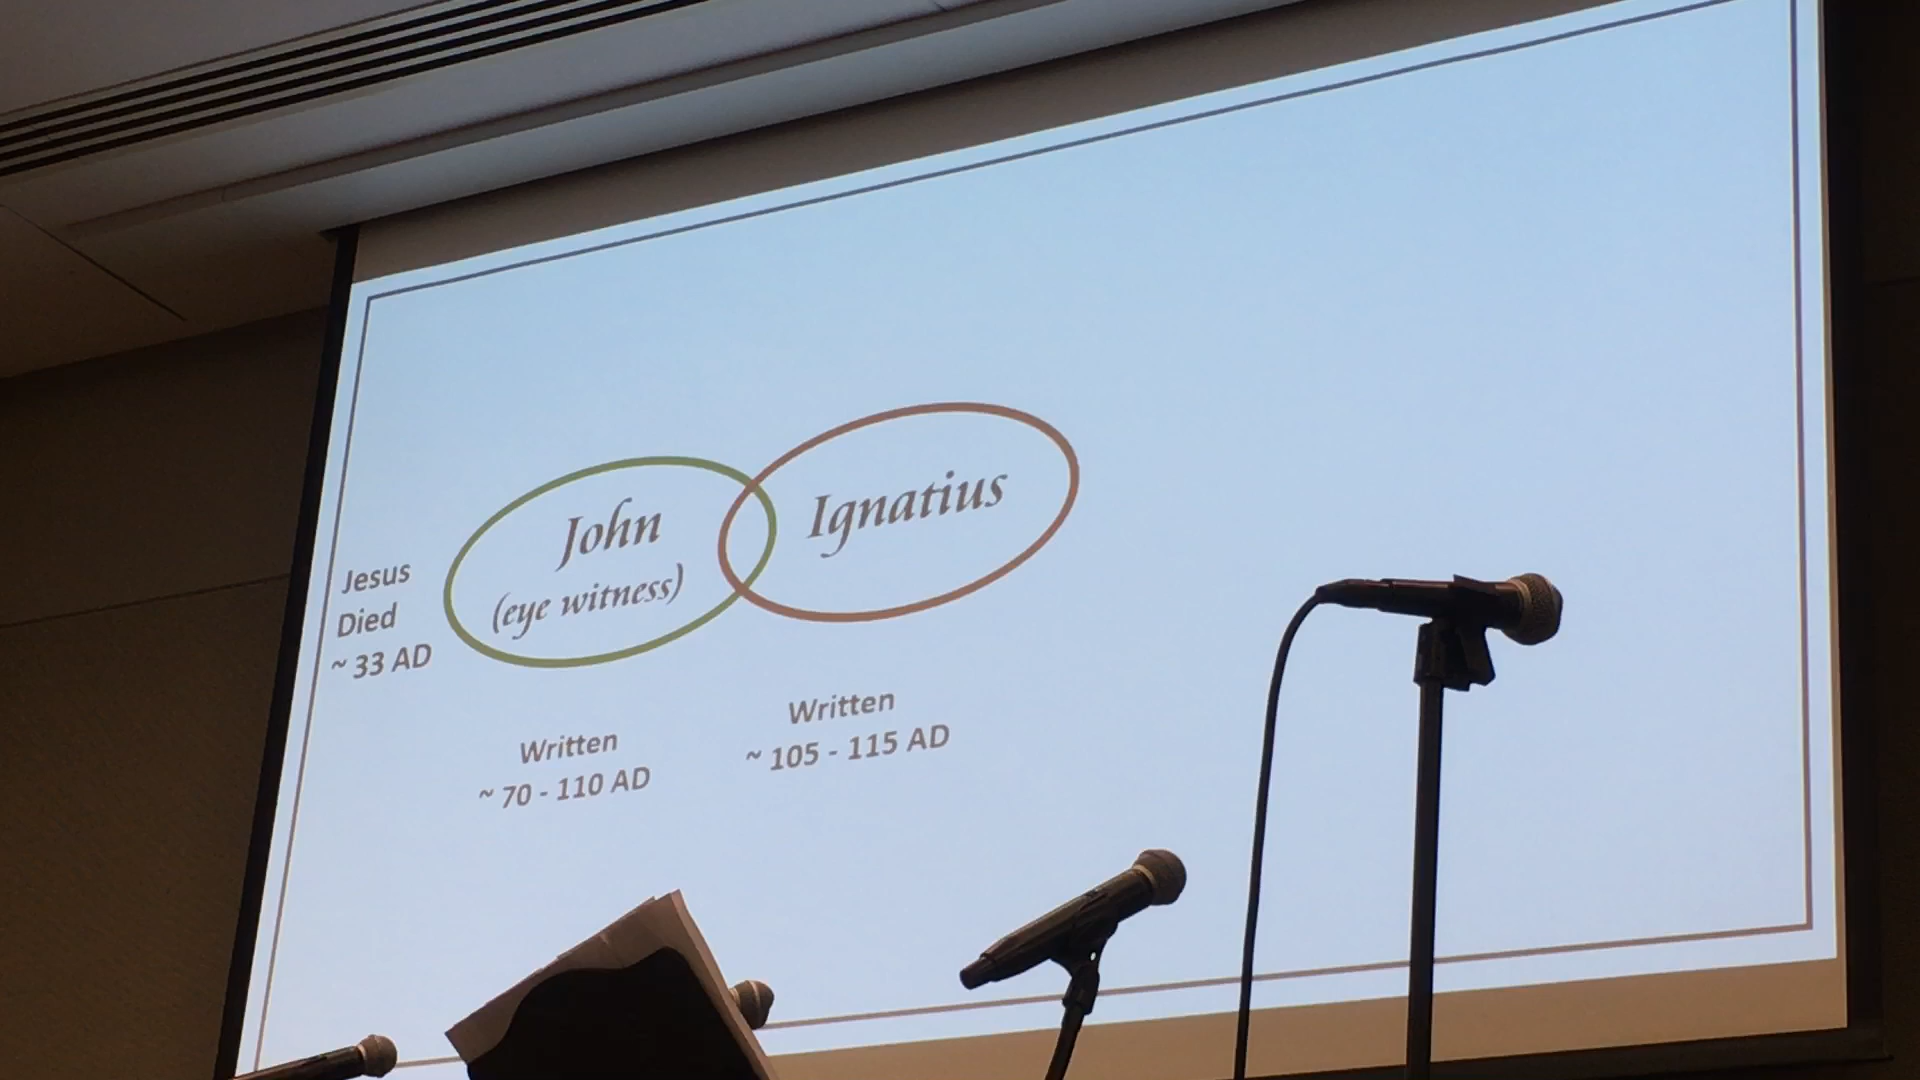 Jesus
Died
~ 33 AD
John
(eye witness)
Written
~ 70 - 110 AD
Ignatius
Written
~ 105 - 115 AD